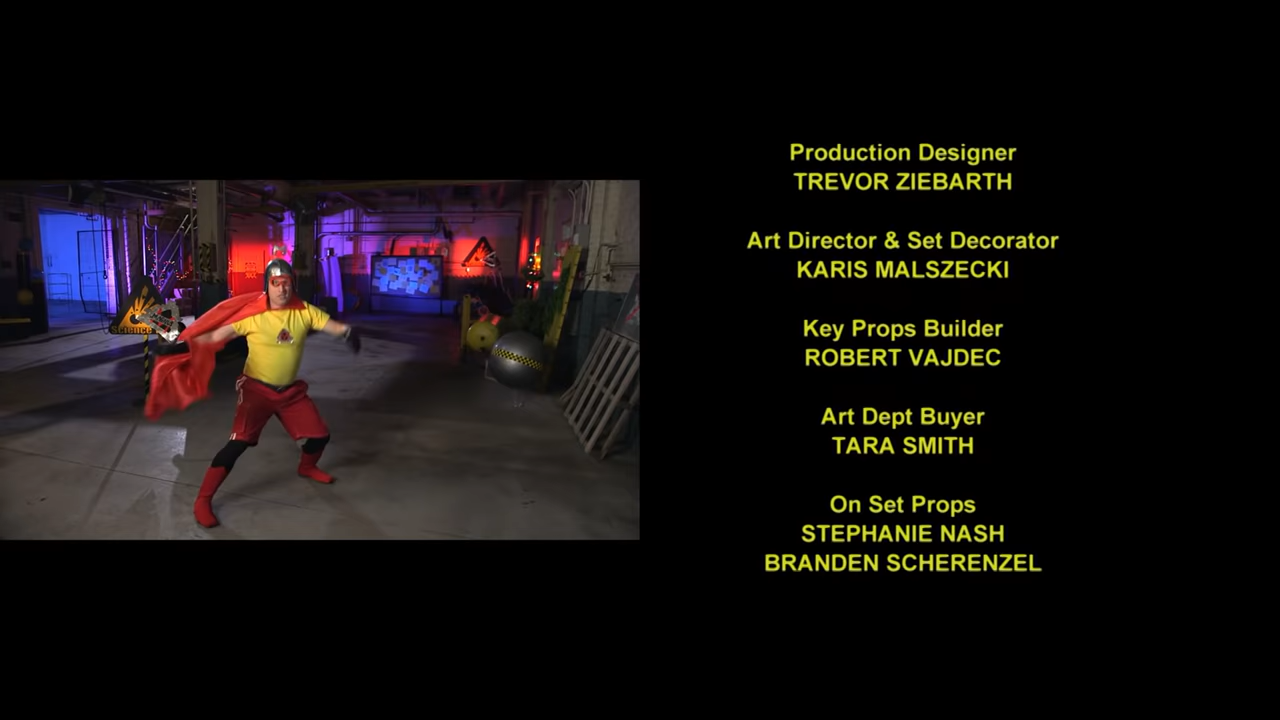 Science
Production Designer
TREVOR ZIEBARTH
Art Director & Set Decorator
KARIS MALSZECKI
Key Props Builder
ROBERT VAJDEC
Art Dept Buyer
TARA SMITH
On Set Props
STEPHANIE NASH
BRANDEN SCHERENZEL